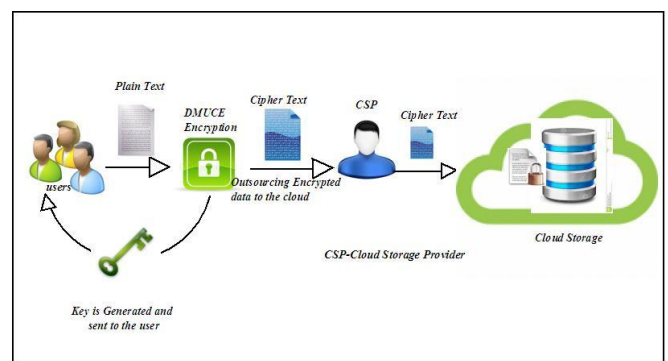 Plain Text
DMUCE
Encryption
Cipher Text
CSP
Cipher Text
users
Outsourcing Encrypted
data to the cloud
Cloud Storage
CSP-Cloud Storage Provider
Key is Generated and
sent to the user